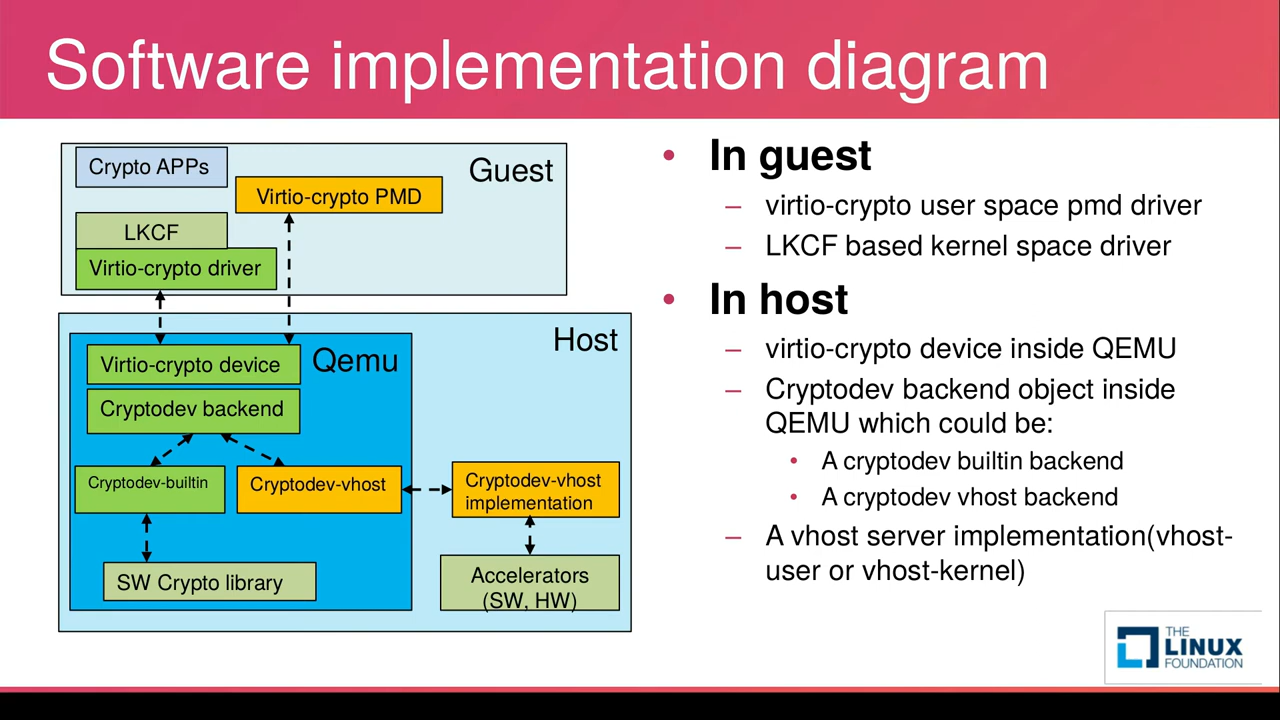 Software implementation diagram
Crypto APPs
Guest
Virtio-crypto PMD
LKCF
Virtio-crypto driver
Host
Qemu
Virtio-crypto device
Cryptodev backend
Cryptodev-builtin
Cryptodev-vhost
Cryptodev-vhost
implementation
SW Crypto library
Accelerators
(SW, HW)
• In guest
– virtio-crypto user space pmd driver
– LKCF based kernel space driver
• In host
– virtio-crypto device inside QEMU
– Cryptodev backend object inside
QEMU which could be:
• A cryptodev builtin backend
• A cryptodev vhost backend
– A vhost server implementation(vhost-
user or vhost-kernel)
THE
LINUX
FOUNDATION